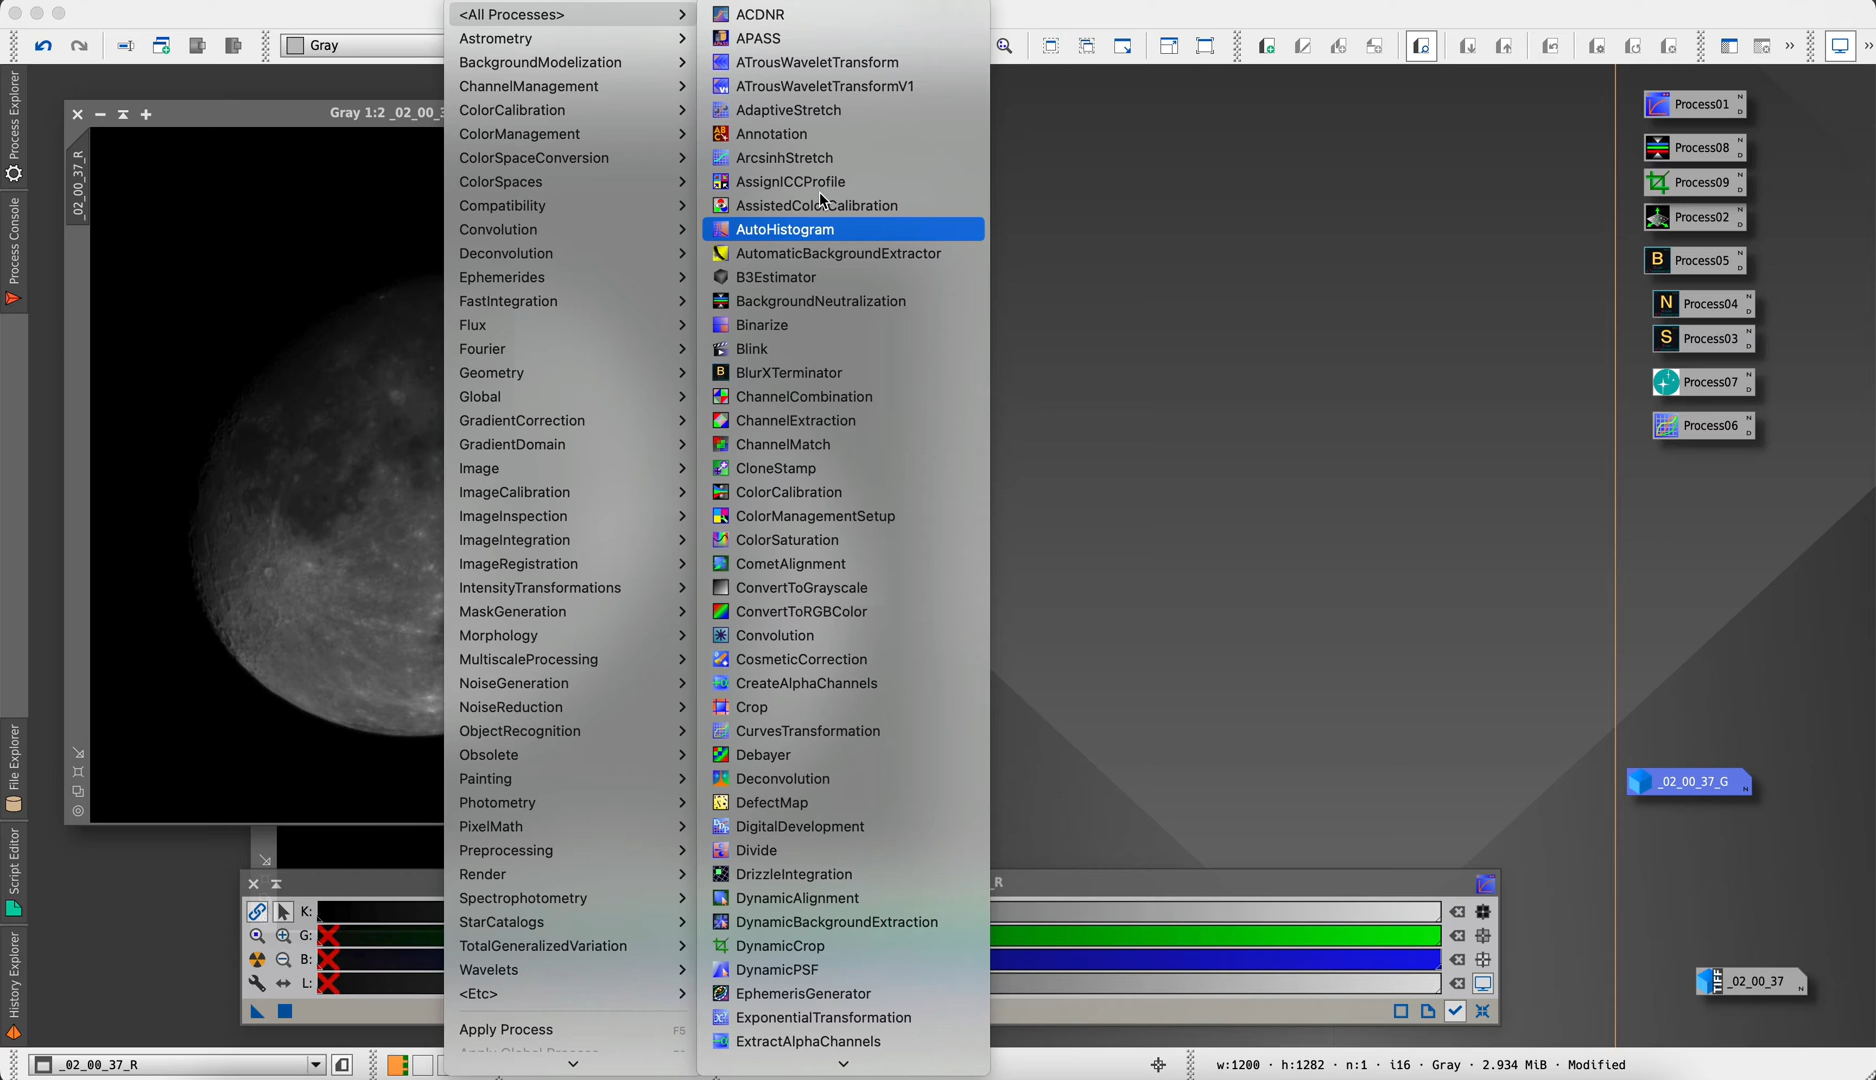 Gray
<All Processes>
Astrometry
BackgroundModelization
ChannelManagement
ColorCalibration
ColorManagement
ColorSpaceConversion
ColorSpaces
Compatibility
Convolution
Deconvolution
Ephemerides
FastIntegration
Flux
Fourier
Geometry
Global
GradientCorrection
GradientDomain
Image
ImageCalibration
ImageInspection
ImageIntegration
ImageRegistration
IntensityTransformations
MaskGeneration
Morphology
MultiscaleProcessing
NoiseGeneration
NoiseReduction
ObjectRecognition
Obsolete
Painting
Photometry
PixelMath
Preprocessing
Render
Spectrophotometry
StarCatalogs
TotalGeneralizedVariation
Wavelets
<Etc>
Apply Process F5
ACDNR
APASS
ATrousWaveletTransform
ATrousWaveletTransformV1
AdaptiveStretch
Annotation
ArcsinhStretch
AssignICCProfile
AssistedColorCalibration
AutoHistogram
AutomaticBackgroundExtractor
B3Estimator
BackgroundNeutralization
Binarize
Blink
BlurXTerminator
ChannelCombination
ChannelExtraction
ChannelMatch
CloneStamp
ColorCalibration
ColorManagementSetup
ColorSaturation
CometAlignment
ConvertToGrayscale
ConvertToRGBColor
Convolution
CosmeticCorrection
CreateAlphaChannels
Crop
CurvesTransformation
Debayer
Deconvolution
DefectMap
DigitalDevelopment
Divide
DrizzleIntegration
DynamicAlignment
DynamicBackgroundExtraction
DynamicCrop
DynamicPSF
EphemerisGenerator
ExponentialTransformation
ExtractAlphaChannels
Process Explorer
Process Console
File Explorer
Script Editor
History Explorer
Gray 1:2 _02_00_3
_02_00_37_R
Process01
Process08
Process09
Process02
B Process05
N Process04
S Process03
Process07
Process06
_02_00_37_G
TIFF _02_00_37
_R
K:
G:
B:
L:
_02_00_37_R
w:1200 · h:1282 · n:1 · i16 · Gray · 2.934 MiB · Modified